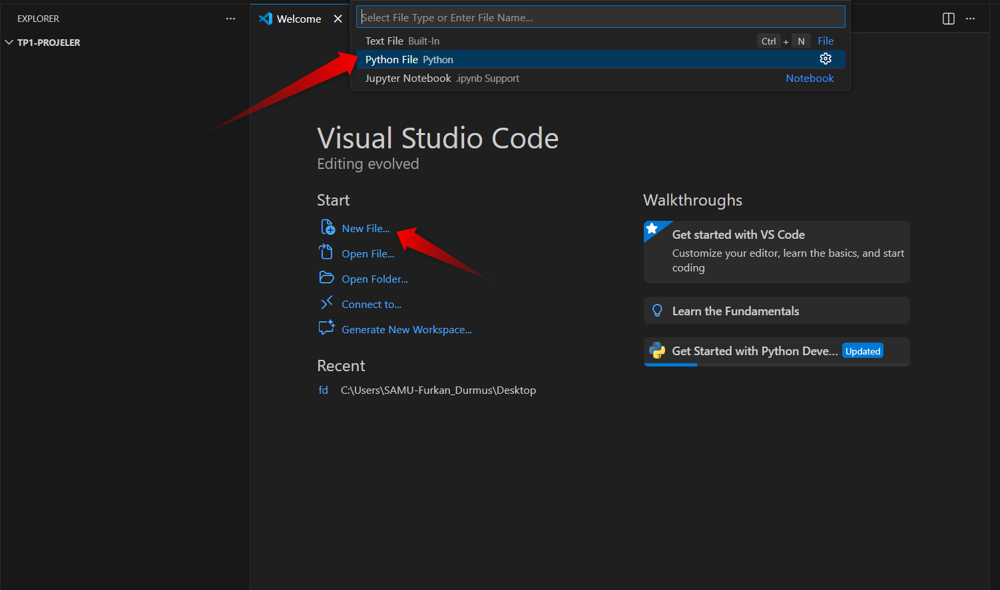 EXPLORER
TP1-PROJELER
Welcome
Select File Type or Enter File Name...
Text File Built-In Ctrl + N File
Python File Python
Jupyter Notebook .ipynb Support Notebook
Visual Studio Code
Editing evolved
Start
New File...
Open File...
Open Folder...
Connect to...
Generate New Workspace...
Recent
fd C:\Users\SAMU-Furkan_Durmus\Desktop
Walkthroughs
Get started with VS Code
Customize your editor, learn the basics, and start
coding
Learn the Fundamentals
Get Started with Python Deve... Updated